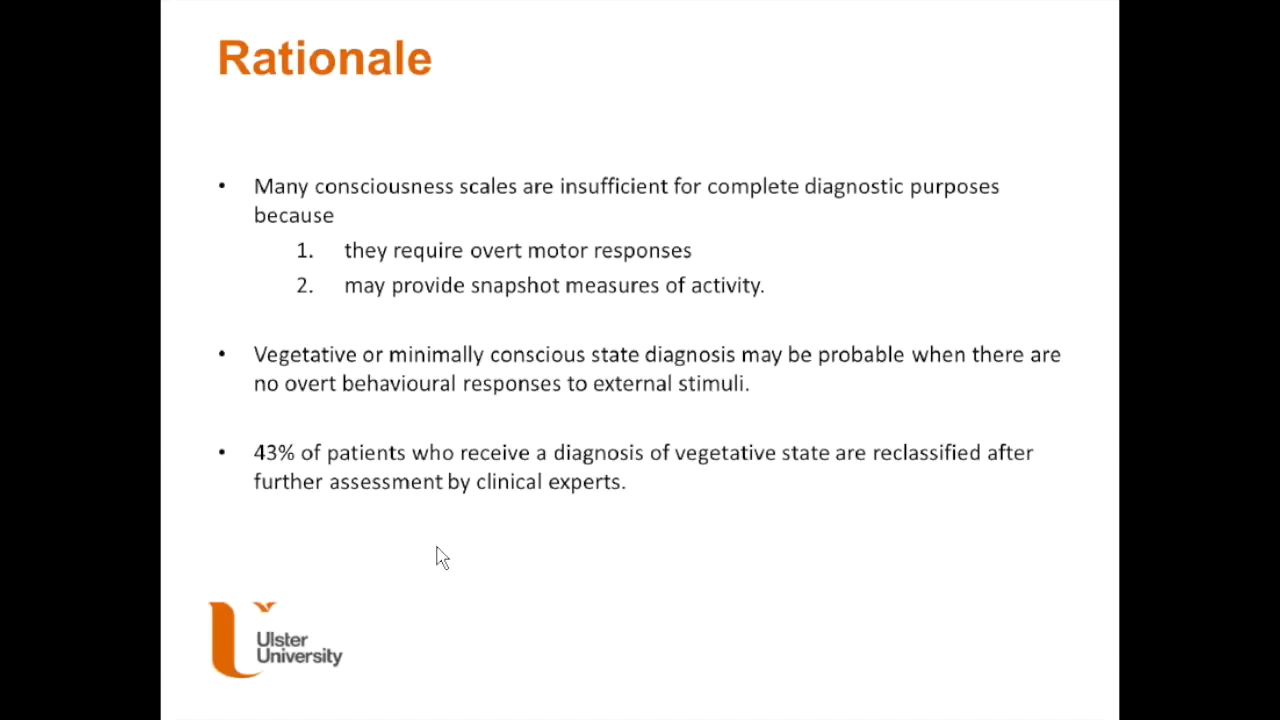 Rationale
• Many consciousness scales are insufficient for complete diagnostic purposes
because
1. they require overt motor responses
2. may provide snapshot measures of activity.
• Vegetative or minimally conscious state diagnosis may be probable when there are
no overt behavioural responses to external stimuli.
• 43% of patients who receive a diagnosis of vegetative state are reclassified after
further assessment by clinical experts.
Ulster
University